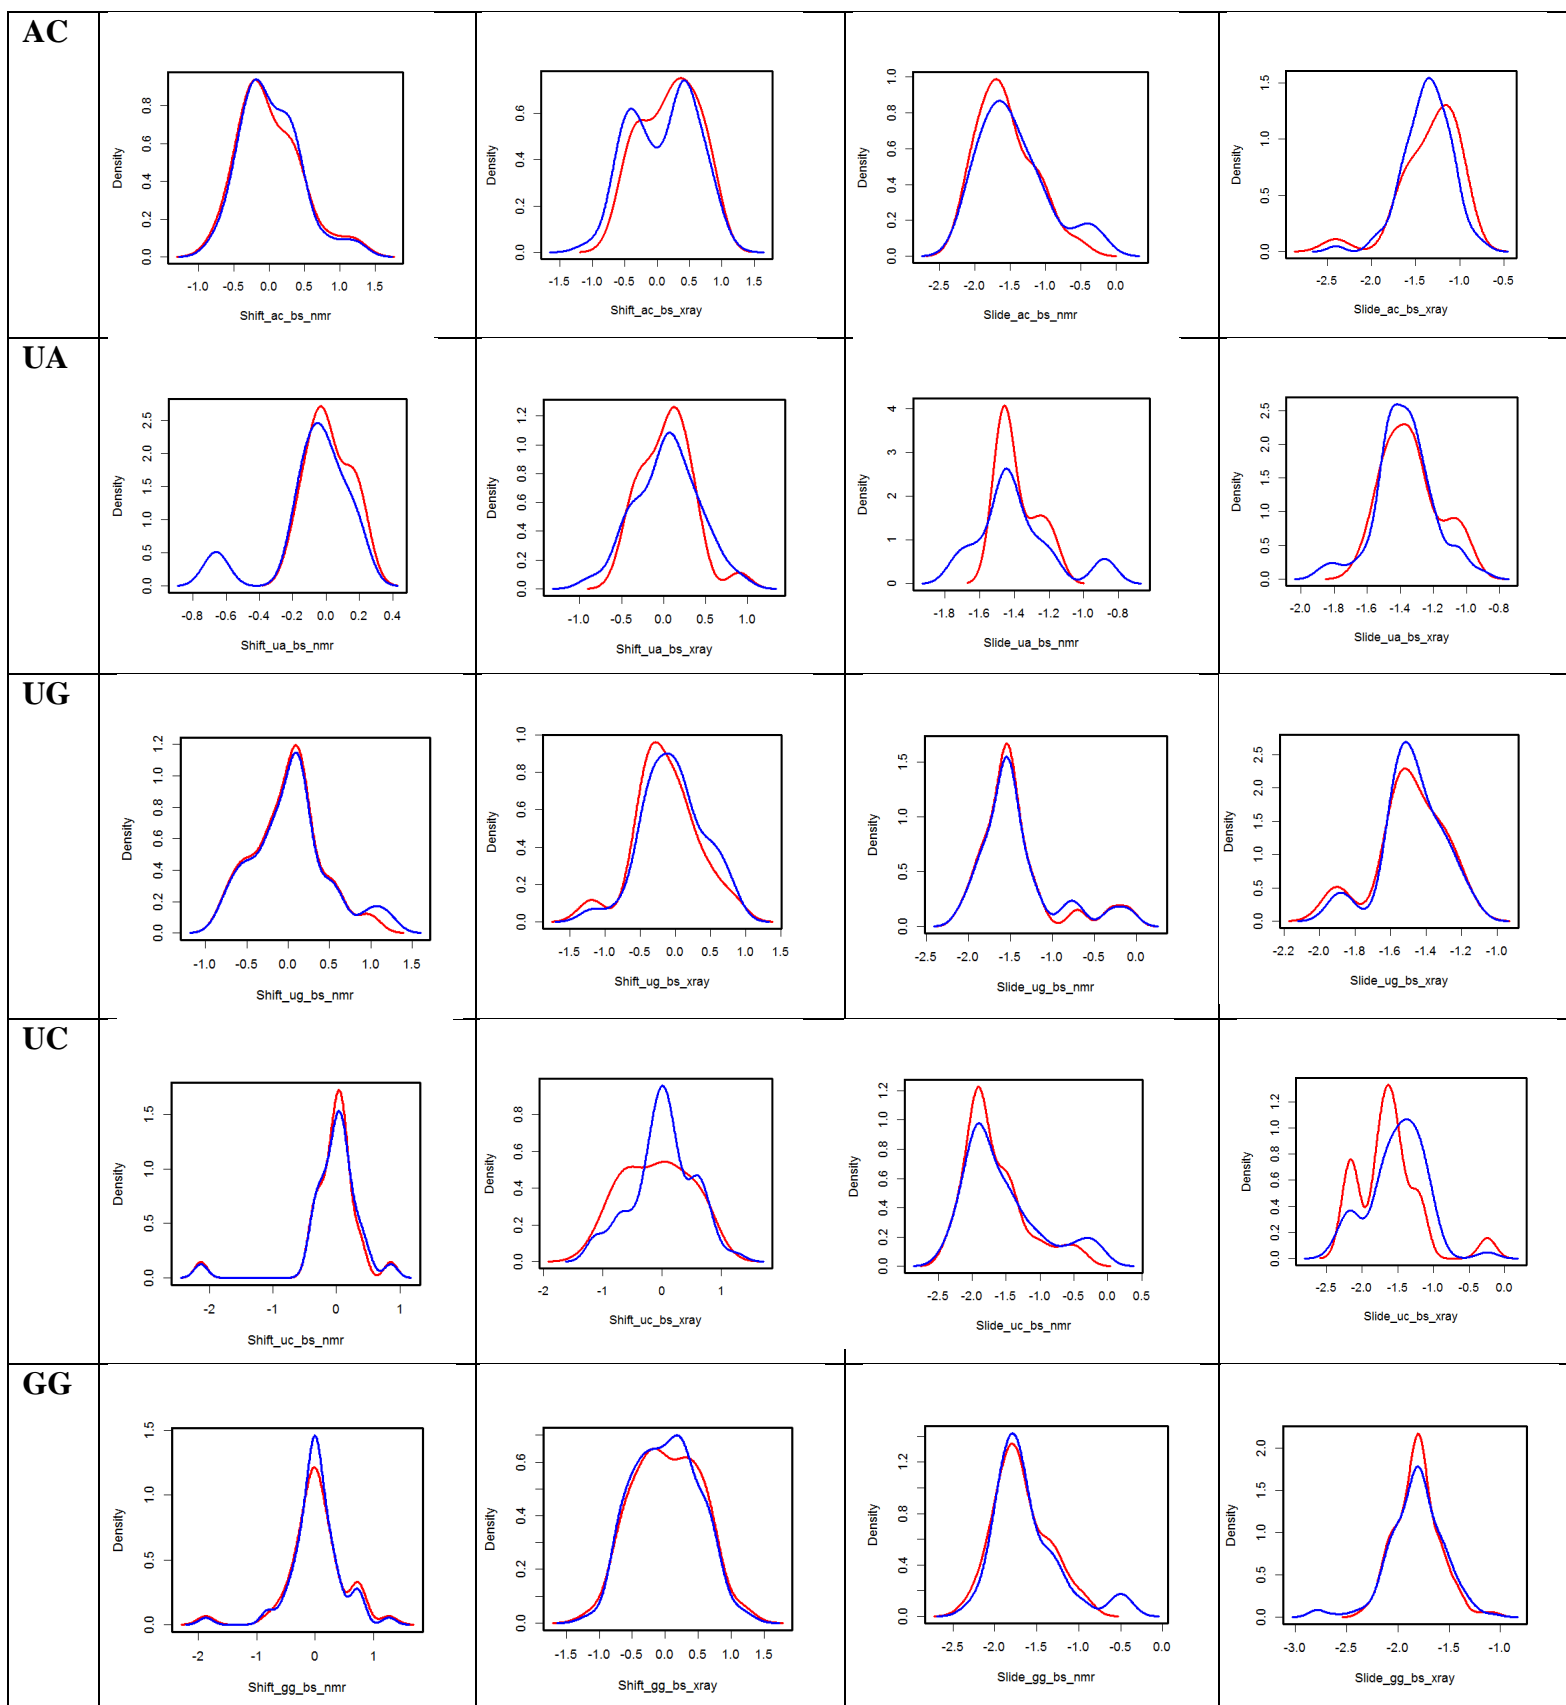 AC
Density
0.0 0.2 0.4 0.6 0.8
-1.0 -0.5 0.0 0.5 1.0 1.5
Shift_ac_bs_nmr
Density
0.0 0.2 0.4 0.6
-1.5 -1.0 -0.5 0.0 0.5 1.0 1.5
Shift_ac_bs_xray
Density
0.0 0.2 0.4 0.6 0.8 1.0
-2.5 -2.0 -1.5 -1.0 -0.5 0.0
Slide_ac_bs_nmr
Density
0.0 0.5 1.0 1.5
-2.5 -2.0 -1.5 -1.0 -0.5
Slide_ac_bs_xray
UA
Density
0.0 0.5 1.0 1.5 2.0 2.5
-0.8 -0.6 -0.4 -0.2 0.0 0.2 0.4
Shift_ua_bs_nmr
Density
0.0 0.2 0.4 0.6 0.8 1.0 1.2
-1.0 -0.5 0.0 0.5 1.0
Shift_ua_bs_xray
Density
0 1 2 3 4
-1.8 -1.6 -1.4 -1.2 -1.0 -0.8
Slide_ua_bs_nmr
Density
0.0 0.5 1.0 1.5 2.0 2.5
-2.0 -1.8 -1.6 -1.4 -1.2 -1.0 -0.8
Slide_ua_bs_xray
UG
Density
0.0 0.2 0.4 0.6 0.8 1.0 1.2
-1.0 -0.5 0.0 0.5 1.0 1.5
Shift_ug_bs_nmr
Density
0.0 0.2 0.4 0.6 0.8 1.0
-1.5 -1.0 -0.5 0.0 0.5 1.0 1.5
Shift_ug_bs_xray
Density
0.0 0.5 1.0 1.5
-2.5 -2.0 -1.5 -1.0 -0.5 0.0
Slide_ug_bs_nmr
Density
0.0 0.5 1.0 1.5 2.0 2.5
-2.2 -2.0 -1.8 -1.6 -1.4 -1.2 -1.0
Slide_ug_bs_xray
UC
Density
0.0 0.5 1.0 1.5
-2 -1 0 1
Shift_uc_bs_nmr
Density
0.0 0.2 0.4 0.6 0.8
-2 -1 0 1
Shift_uc_bs_xray
Density
0.0 0.2 0.4 0.6 0.8 1.0 1.2
-2.5 -2.0 -1.5 -1.0 -0.5 0.0 0.5
Slide_uc_bs_nmr
Density
0.0 0.2 0.4 0.6 0.8 1.0 1.2
-2.5 -2.0 -1.5 -1.0 -0.5 0.0
Slide_uc_bs_xray
GG
Density
0.0 0.5 1.0 1.5
-2 -1 0 1
Shift_gg_bs_nmr
Density
0.0 0.2 0.4 0.6
-1.5 -1.0 -0.5 0.0 0.5 1.0 1.5
Shift_gg_bs_xray
Density
0.0 0.4 0.8 1.2
-2.5 -2.0 -1.5 -1.0 -0.5 0.0
Slide_gg_bs_nmr
Density
0.0 0.5 1.0 1.5 2.0
-3.0 -2.5 -2.0 -1.5 -1.0
Slide_gg_bs_xray